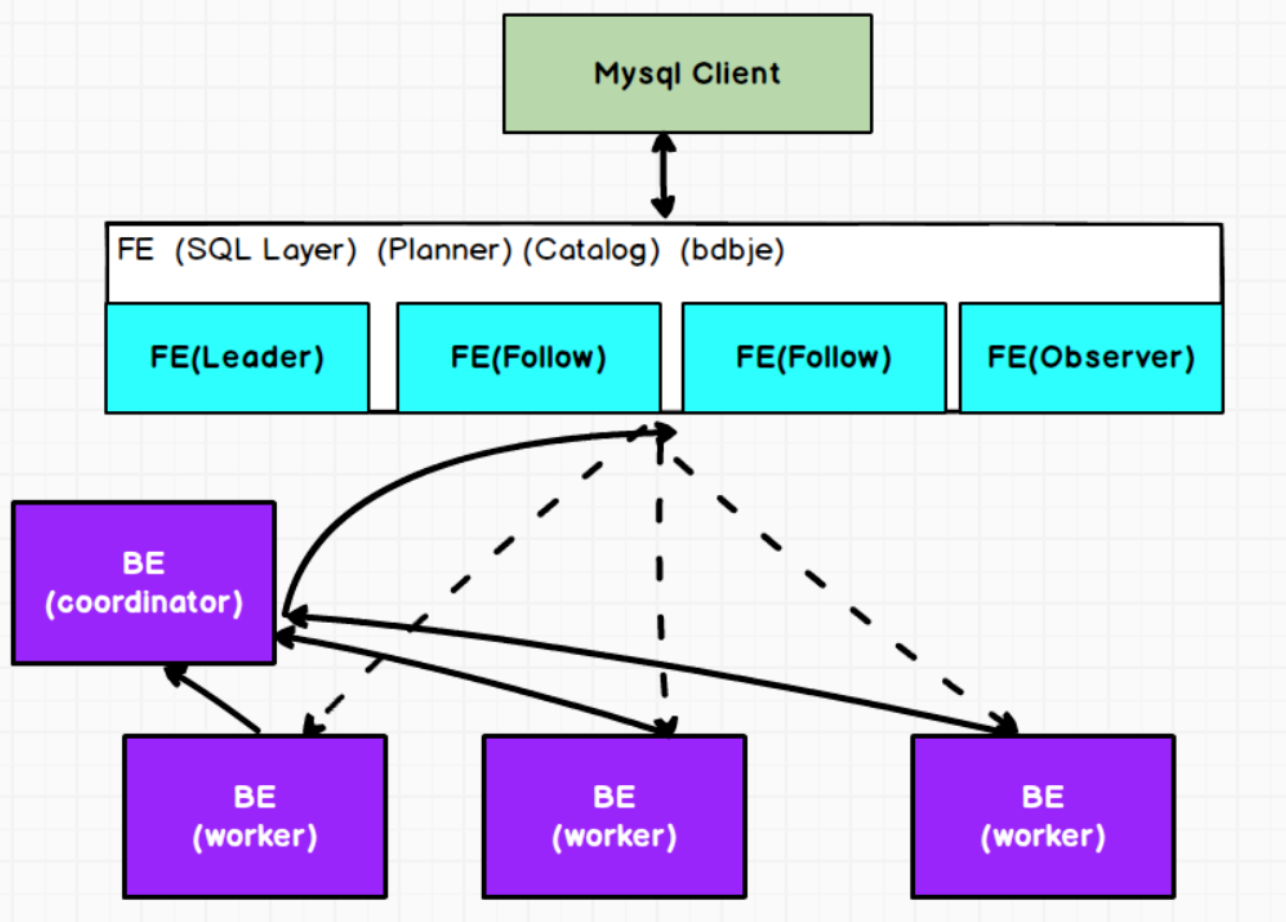 Mysql Client
FE (SQL Layer) (Planner) (Catalog) (bdbje)
FE(Leader)
FE(Follow)
FE(Follow)
FE(Observer)
BE
(coordinator)
BE
(worker)
BE
(worker)
BE
(worker)